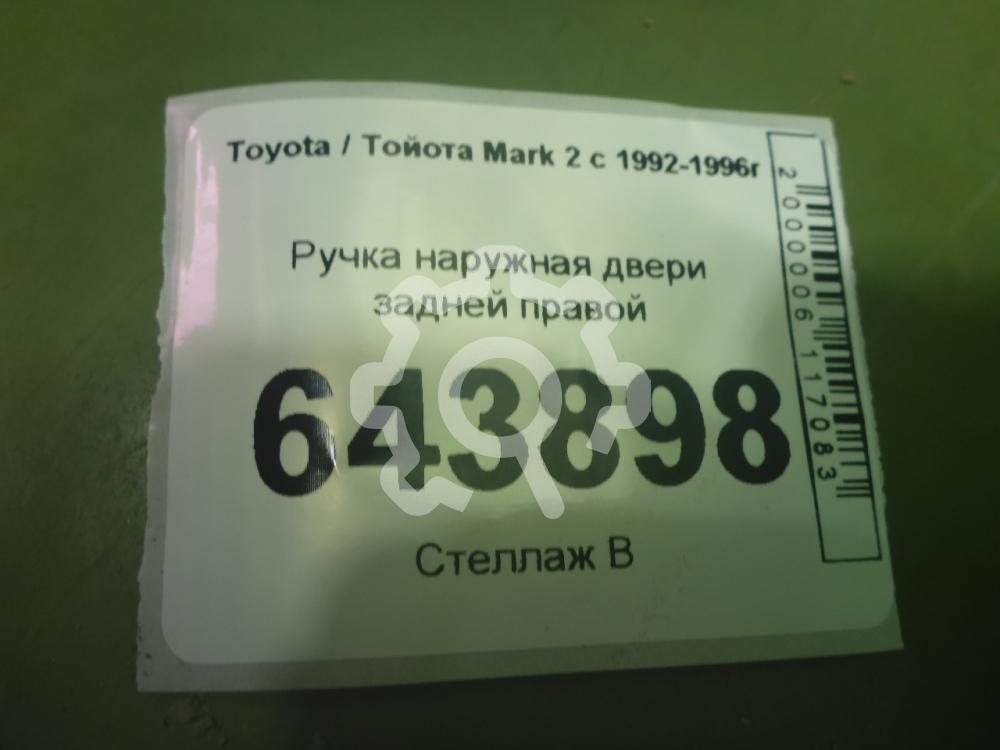 Toyota / Тойота Mark 2 с 1992-1996г
Ручка наружная двери
задней правой
643898
Стеллаж В
2000006117083